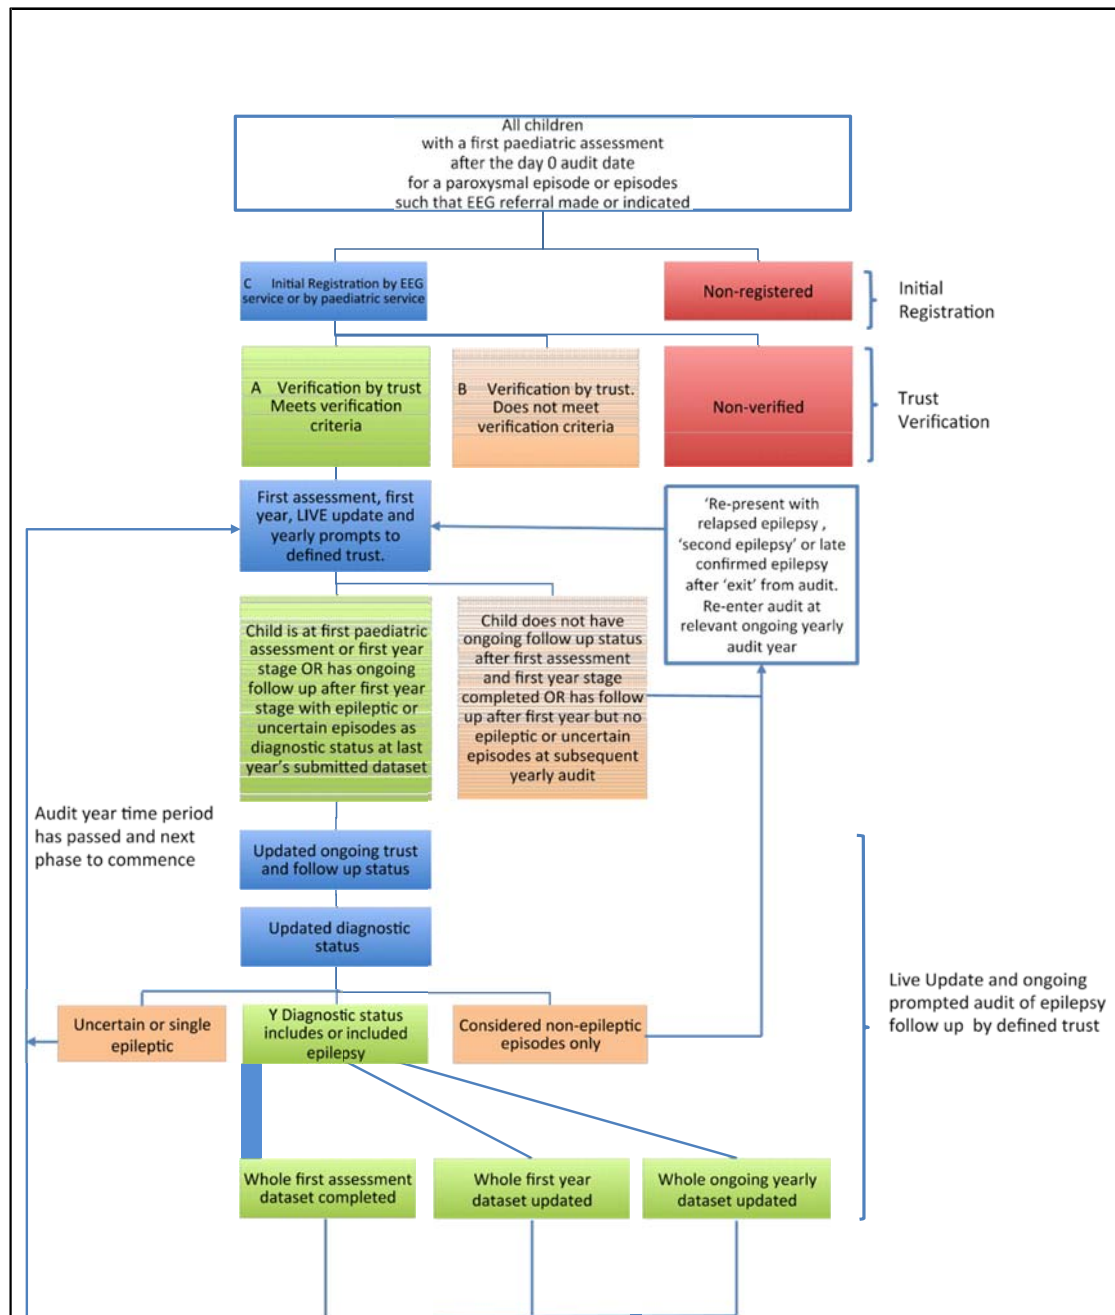 All children
with a first paediatric assessment
after the day 0 audit date
for a paroxysmal episode or episodes
such that EEG referral made or indicated
C Initial Registration by EEG
service or by paediatric service
Non-registered
Initial
Registration
A Verification by trust
Meets verification
criteria
B Verification by trust.
Does not meet
verification criteria
Non-verified
Trust
Verification
First assessment, first
year, LIVE update and
yearly prompts to
defined trust.
‘Re-present with
relapsed epilepsy ,
‘second epilepsy’ or late
confirmed epilepsy
after ‘exit’ from audit.
Re-enter audit at
relevant ongoing yearly
audit year
Child is at first paediatric
assessment or first year
stage OR has ongoing
follow up after first year
stage with epileptic or
uncertain episodes as
diagnostic status at last
year’s submitted dataset
Child does not have
ongoing follow up status
after first assessment
and first year stage
completed OR has follow
up after first year but no
epileptic or uncertain
episodes at subsequent
yearly audit
Audit year time period
has passed and next
phase to commence
Updated ongoing trust
and follow up status
Updated diagnostic
status
Uncertain or single
epileptic
Y Diagnostic status
includes or included
epilepsy
Considered non-epileptic
episodes only
Live Update and ongoing
prompted audit of epilepsy
follow up by defined trust
Whole first assessment
dataset completed
Whole first year
dataset updated
Whole ongoing yearly
dataset updated